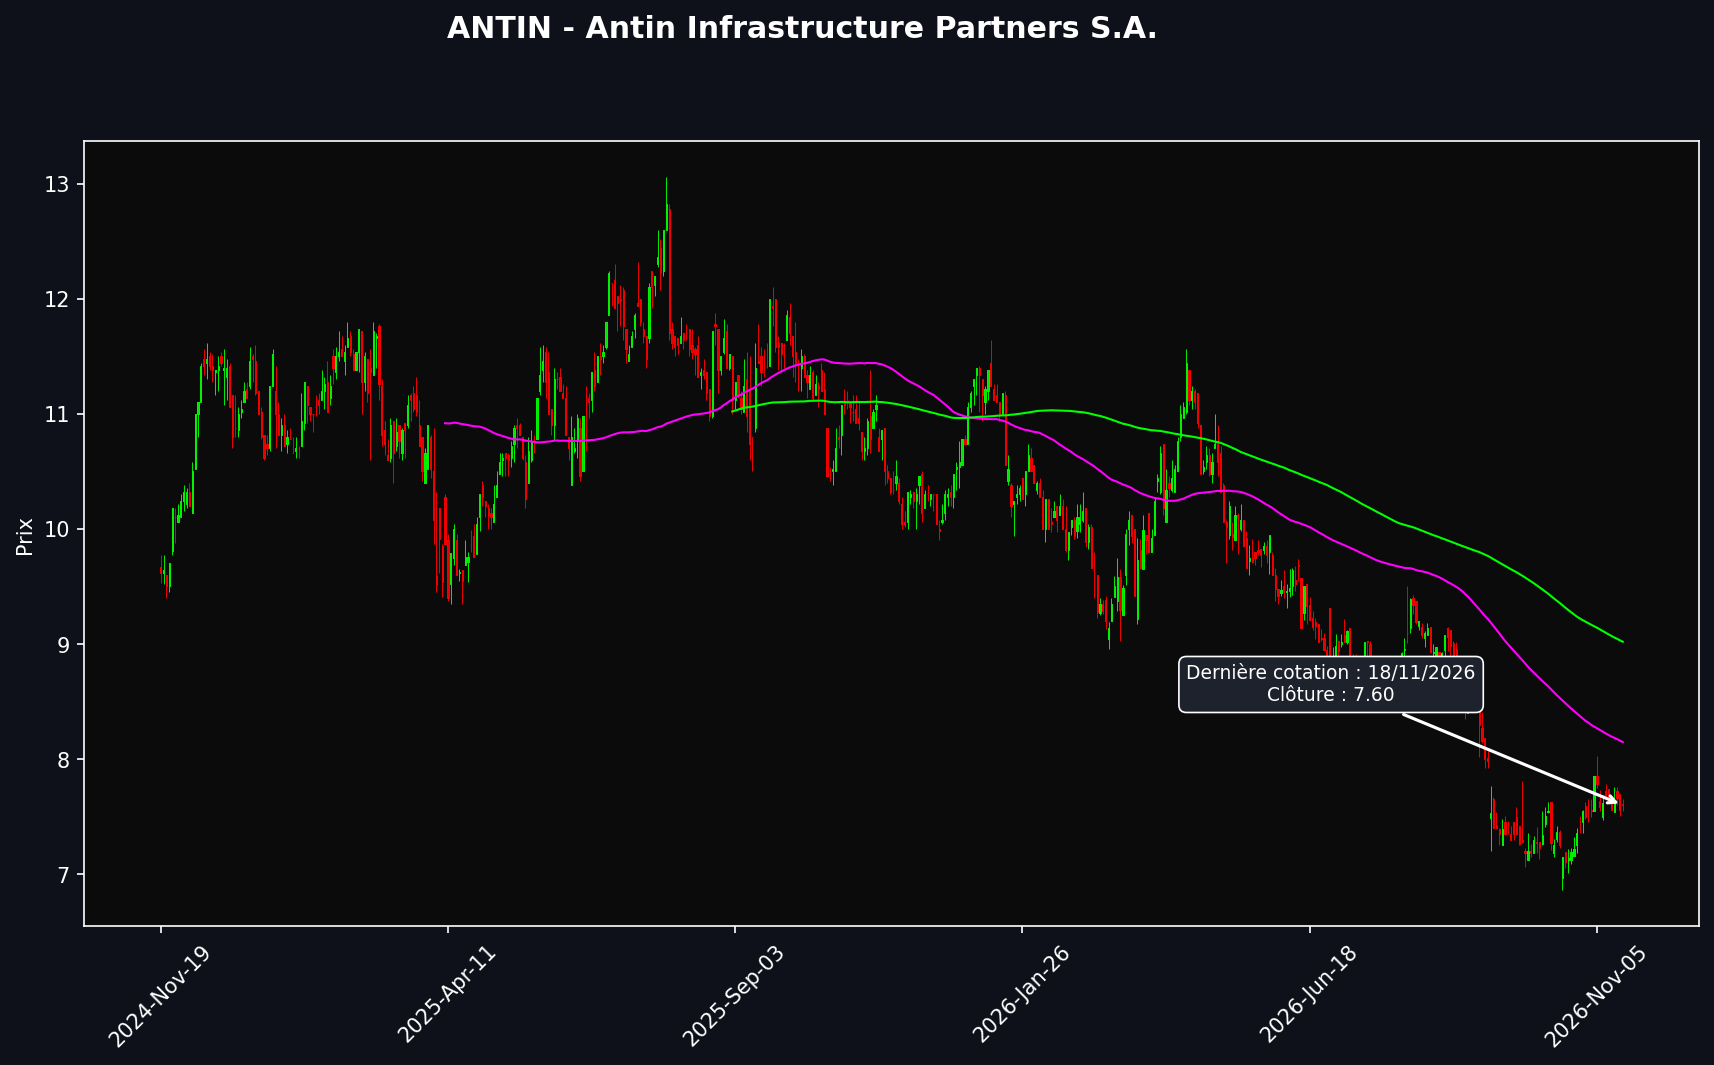 ANTIN - Antin Infrastructure Partners S.A.
Prix
13
12
11
10
9
8
7
Dernière cotation : 18/11/2026
Clôture : 7.60
2024-Nov-19
2025-Apr-11
2025-Sep-03
2026-Jan-26
2026-Jun-18
2026-Nov-05